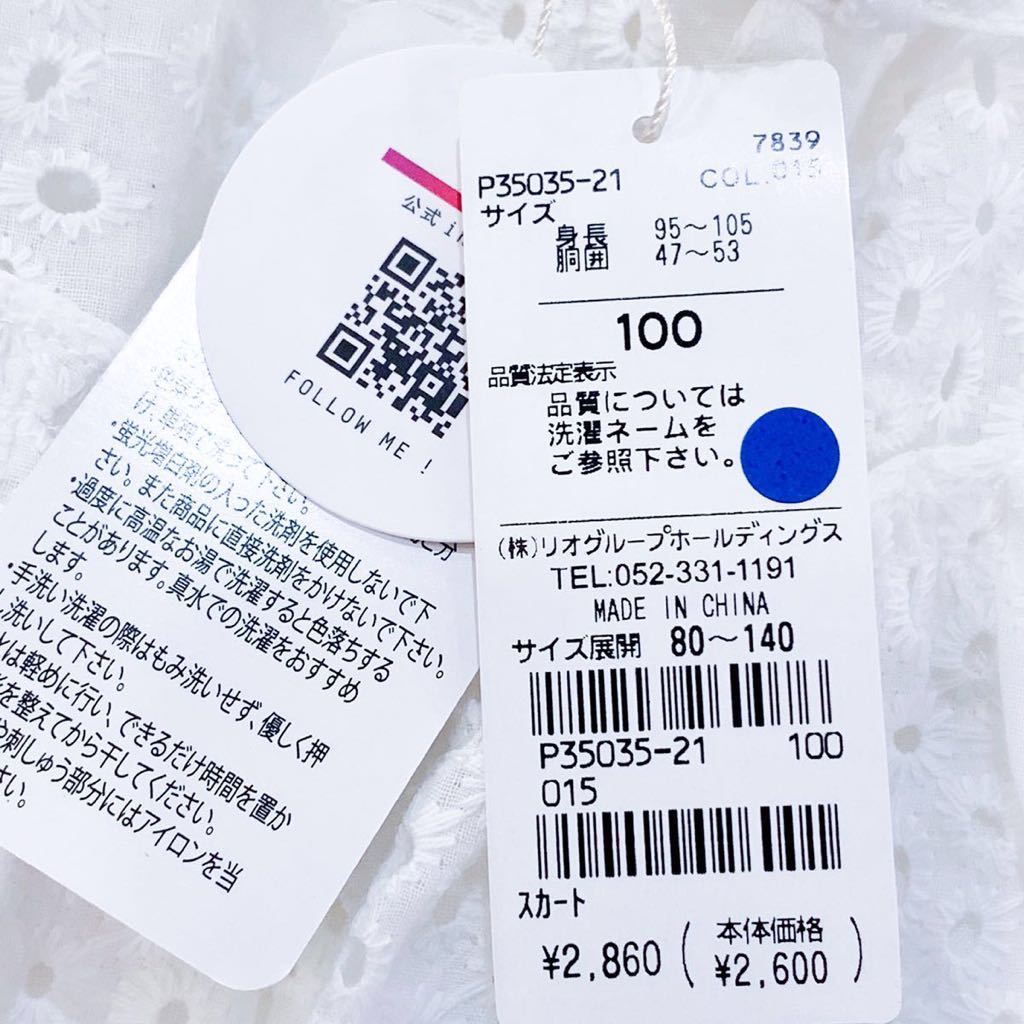 7839
P35035-21
COL.015
サイズ
身長 95～105
胴囲 47～53
100
品質法定表示
品質については
洗濯ネームを
ご参照下さい。
(株)リオグループホールディングス
TEL:052-331-1191
MADE IN CHINA
サイズ展開 80～140
P35035-21 100
015
スカート
¥2,860 (本体価格 ¥2,600)
公式
FOLLOW ME !
・蛍光増白剤の入った洗剤を使用しないで下
さい。また商品に直接洗剤をかけないで下さい。
・過度に高温なお湯で洗濯すると色落ちする
ことがあります。真水での洗濯をおすすめ
します。
・手洗い洗濯の際はもみ洗いせず、優しく押
し洗いして下さい。
は軽めに行い、できるだけ時間を置か
を整えてから干してください。
や刺しゅう部分にはアイロンを当
さい。